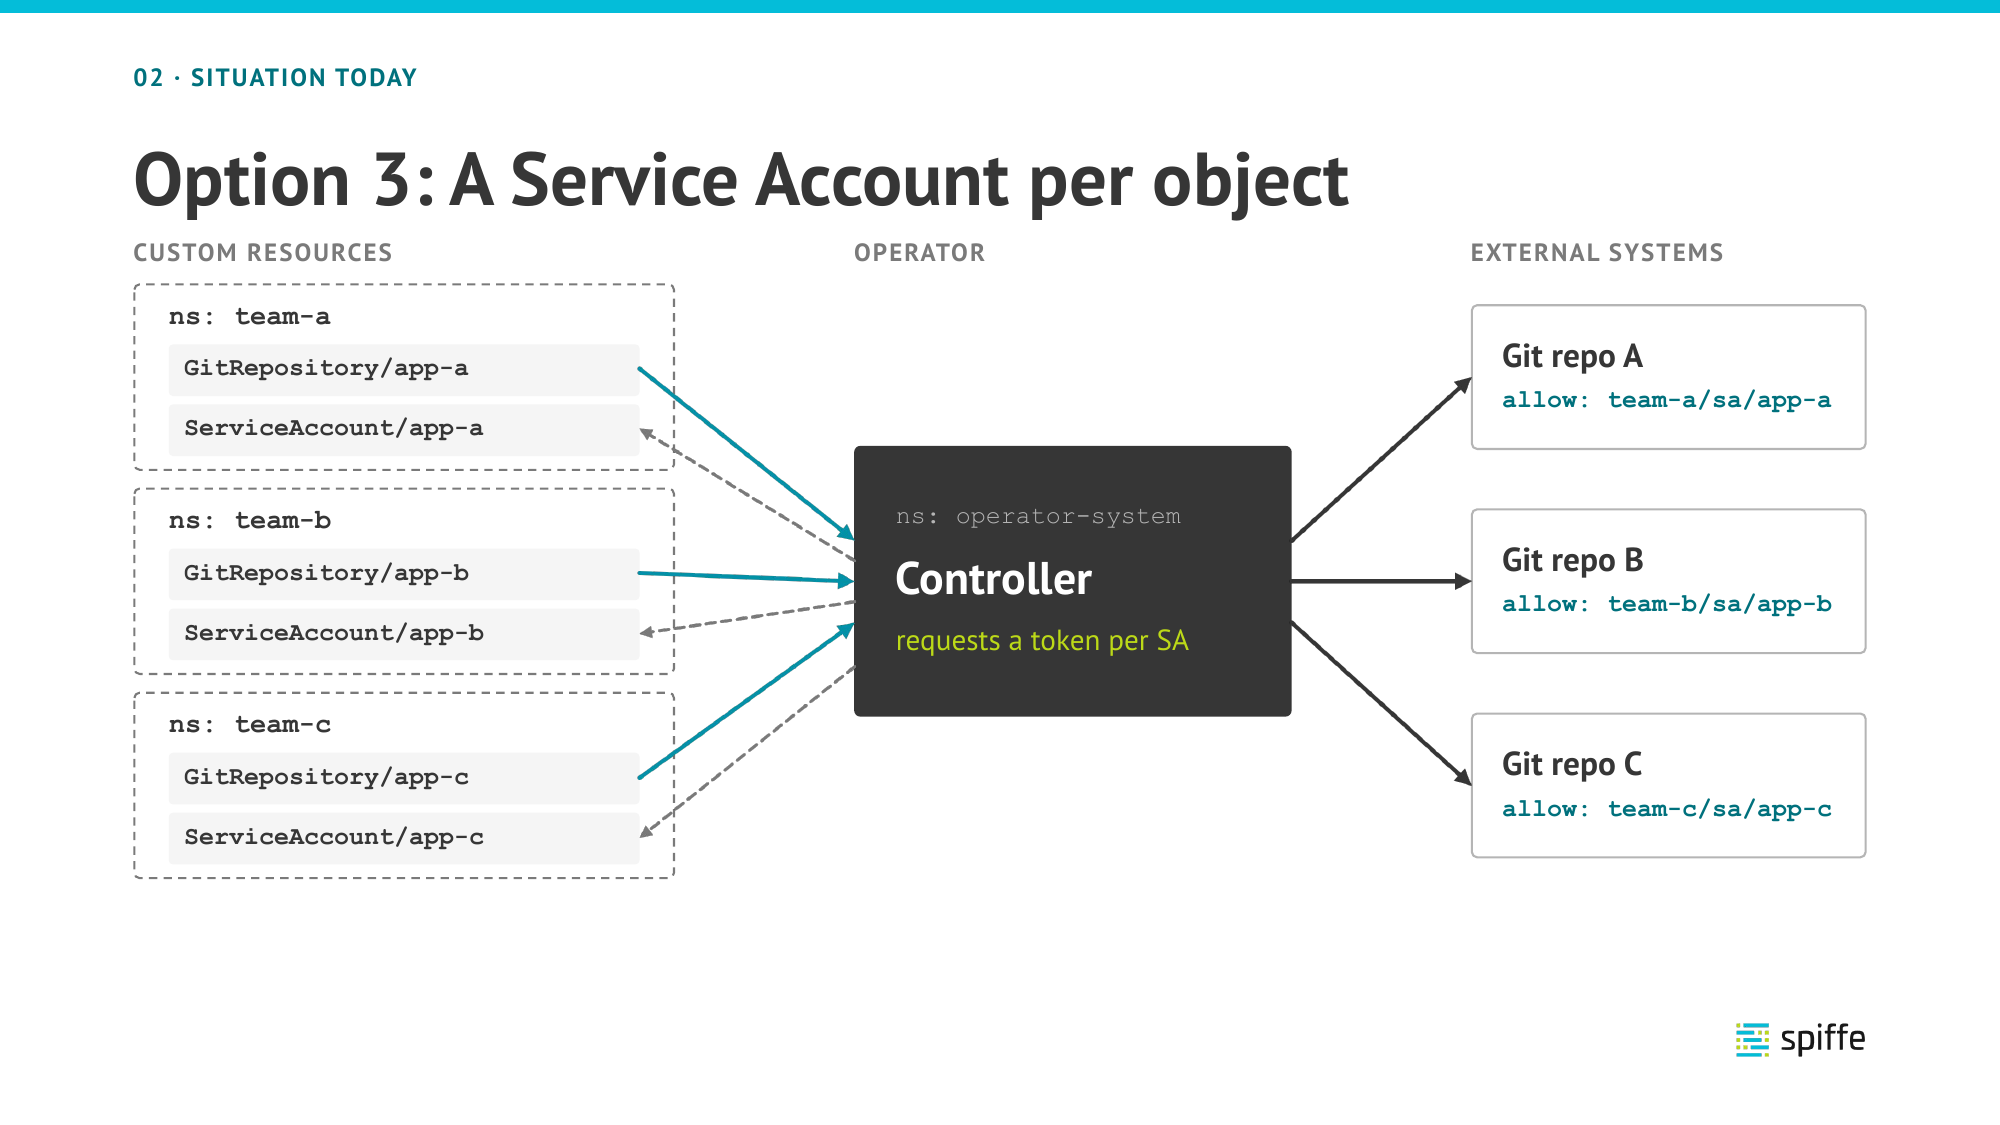 02 · SITUATION TODAY
Option 3: A Service Account per object
CUSTOM RESOURCES
ns: team-a
GitRepository/app-a
ServiceAccount/app-a
ns: team-b
GitRepository/app-b
ServiceAccount/app-b
ns: team-c
GitRepository/app-c
ServiceAccount/app-c
OPERATOR
ns: operator-system
Controller
requests a token per SA
EXTERNAL SYSTEMS
Git repo A
allow: team-a/sa/app-a
Git repo B
allow: team-b/sa/app-b
Git repo C
allow: team-c/sa/app-c
spiffe